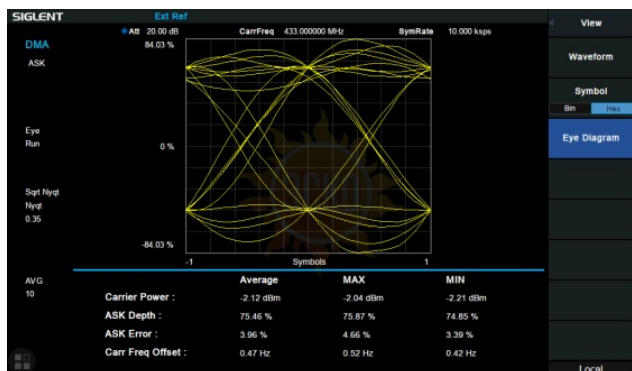 SIGLENT Ext Ref
Att 20.00 dB CarrFreq 433.000000 MHz SymRate 10.000 ksps
DMA
ASK
84.03 %
Eye
Run
0 %
Sqrt Nyqt
Nyqt
0.35
-84.03 %
-1 Symbols 1
AVG
10
Average MAX MIN
Carrier Power : -2.12 dBm -2.04 dBm -2.21 dBm
ASK Depth : 75.46 % 75.87 % 74.85 %
ASK Error : 3.96 % 4.66 % 3.39 %
Carr Freq Offset : 0.47 Hz 0.52 Hz 0.42 Hz
View
Waveform
Symbol
Bin Hex
Eye Diagram
Local